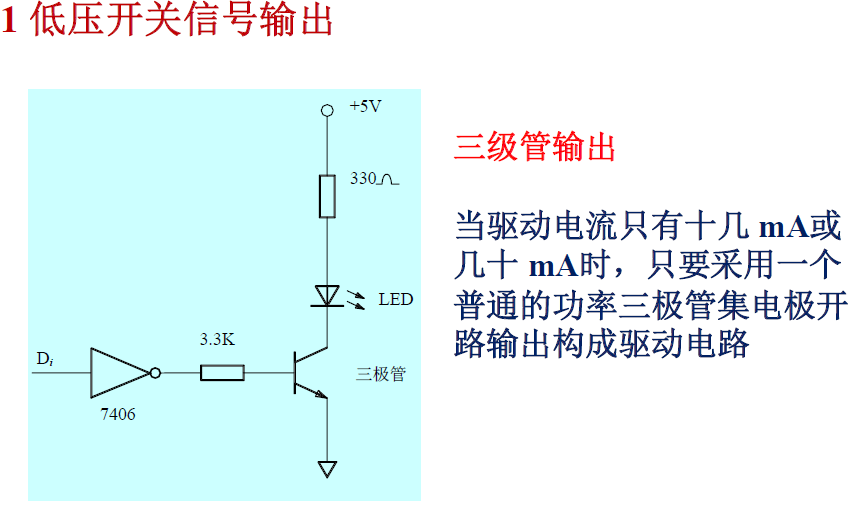 1 低压开关信号输出
+5V
330Ω
LED
3.3K
Di
7406
三极管
三级管输出
当驱动电流只有十几 mA或
几十 mA时，只要采用一个
普通的功率三极管集电极开
路输出构成驱动电路